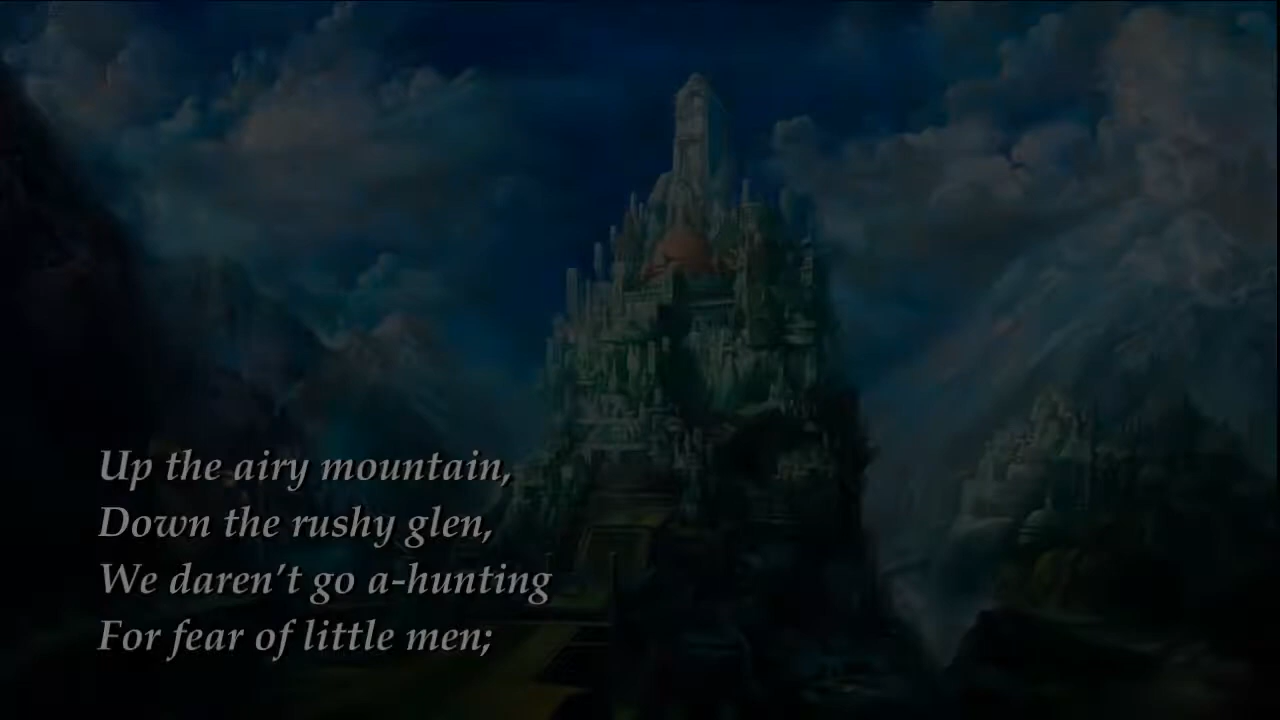 Up the airy mountain,
Down the rushy glen,
We daren’t go a-hunting
For fear of little men;